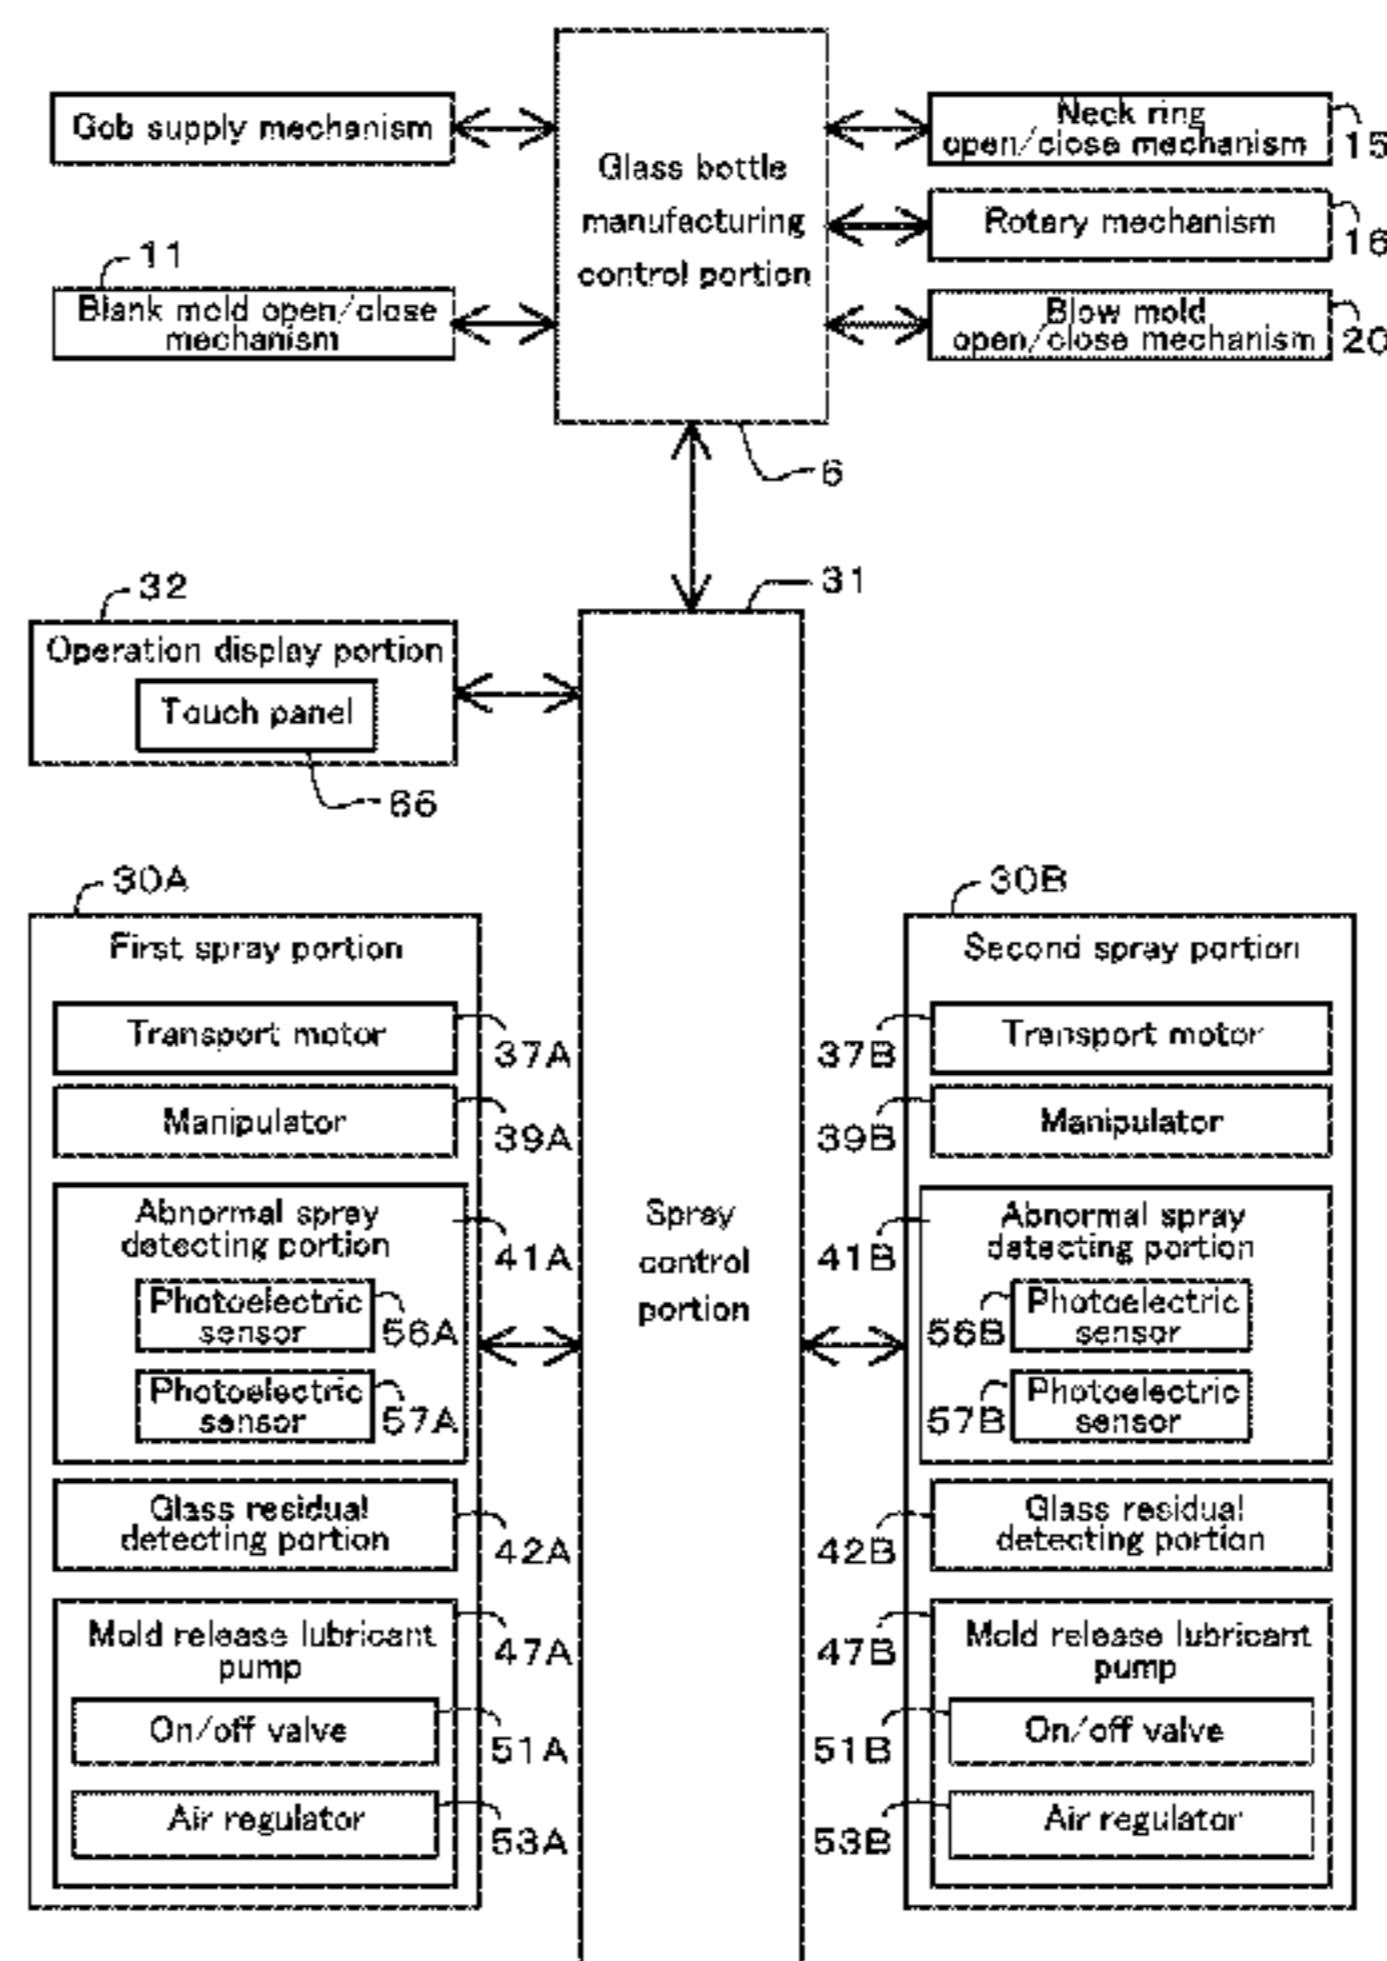 Gob supply mechanism
11
Blank mold open/close
mechanism
Glass bottle
manufacturing
control portion
6
Neck ring
open/close mechanism
15
Rotary mechanism
16
Blow mold
open/close mechanism
20
32
Operation display portion
Touch panel
66
31
Spray
control
portion
30A
First spray portion
Transport motor
37A
Manipulator
39A
Abnormal spray
detecting portion
41A
Photoelectric
sensor
56A
Photoelectric
sensor
57A
Glass residual
detecting portion
42A
Mold release lubricant
pump
47A
On/off valve
51A
Air regulator
53A
30B
Second spray portion
37B
Transport motor
39B
Manipulator
41B
Abnormal spray
detecting portion
56B
Photoelectric
sensor
57B
Photoelectric
sensor
42B
Glass residual
detecting portion
47B
Mold release lubricant
pump
51B
On/off valve
53B
Air regulator